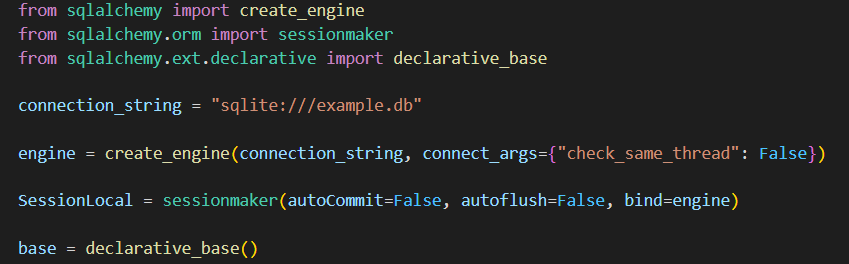 from sqlalchemy import create_engine
from sqlalchemy.orm import sessionmaker
from sqlalchemy.ext.declarative import declarative_base
connection_string = "sqlite:///example.db"
engine = create_engine(connection_string, connect_args={"check_same_thread": False})
SessionLocal = sessionmaker(autoCommit=False, autoflush=False, bind=engine)
base = declarative_base()